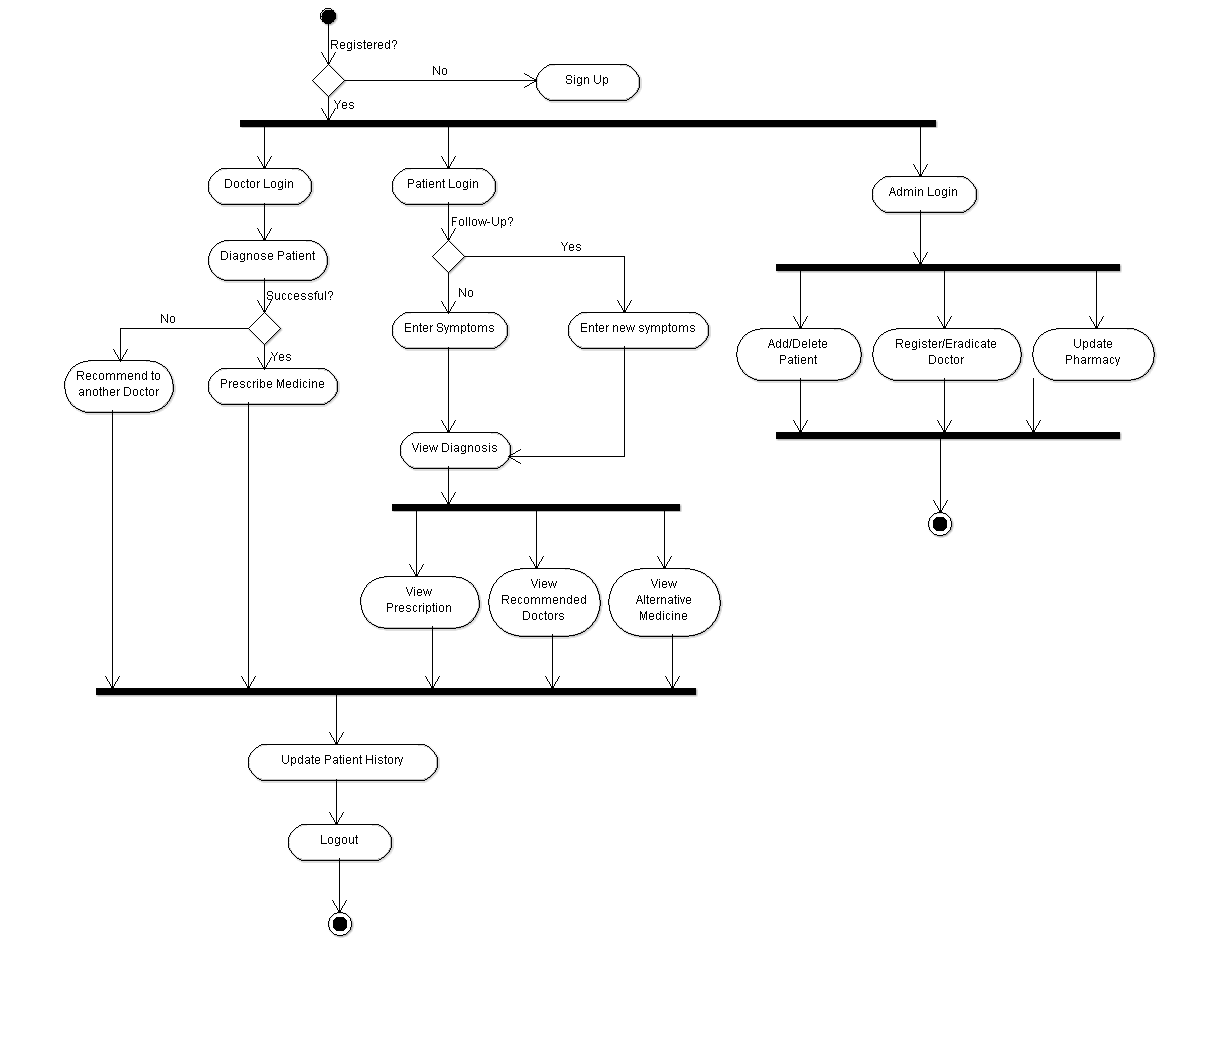 Registered?
No
Sign Up
Yes
Doctor Login
Patient Login
Admin Login
Follow-Up?
Yes
Diagnose Patient
Successful?
No
No
Yes
Enter Symptoms
Enter new symptoms
Add/Delete
Patient
Register/Eradicate
Doctor
Update
Pharmacy
Recommend to
another Doctor
Prescribe Medicine
View Diagnosis
View
Prescription
View
Recommended
Doctors
View
Alternative
Medicine
Update Patient History
Logout